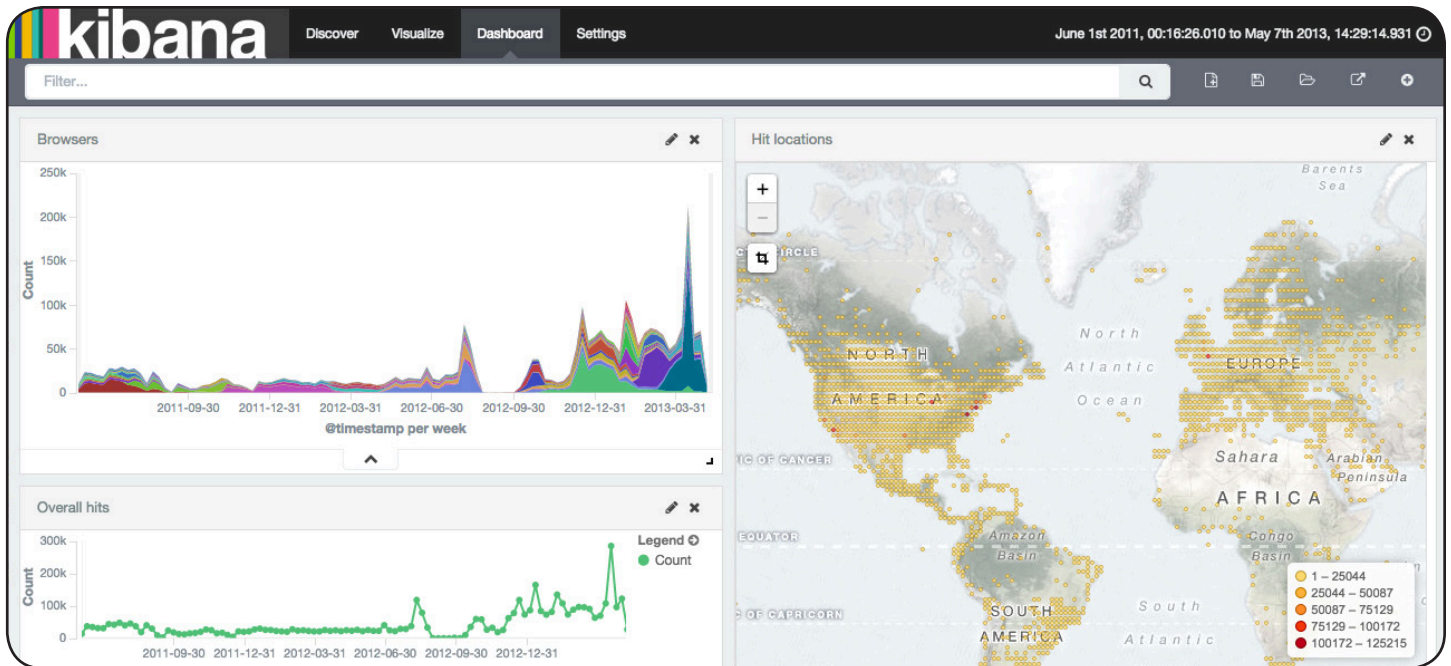 kibana
Discover Visualize Dashboard Settings
June 1st 2011, 00:16:26.010 to May 7th 2013, 14:29:14.931
Filter...
Browsers
250k
200k
150k
100k
50k
0
Count
2011-09-30 2011-12-31 2012-03-31 2012-06-30 2012-09-30 2012-12-31 2013-03-31
@timestamp per week
Overall hits
300k
200k
100k
0
Count
Legend
Count
2011-09-30 2011-12-31 2012-03-31 2012-06-30 2012-09-30 2012-12-31
Hit locations
+
−
Barents
Sea
CIRCLE
North
Atlantic
Ocean
NORTH
AMERICA
EUROPE
IC OF CANCER
Sahara
Arabian
Peninsula
AFRICA
EQUATOR
Amazon
Basin
Congo
Basin
C OF CAPRICORN
SOUTH
AMERICA
South
Atlantic
1 – 25044
25044 – 50087
50087 – 75129
75129 – 100172
100172 – 125215